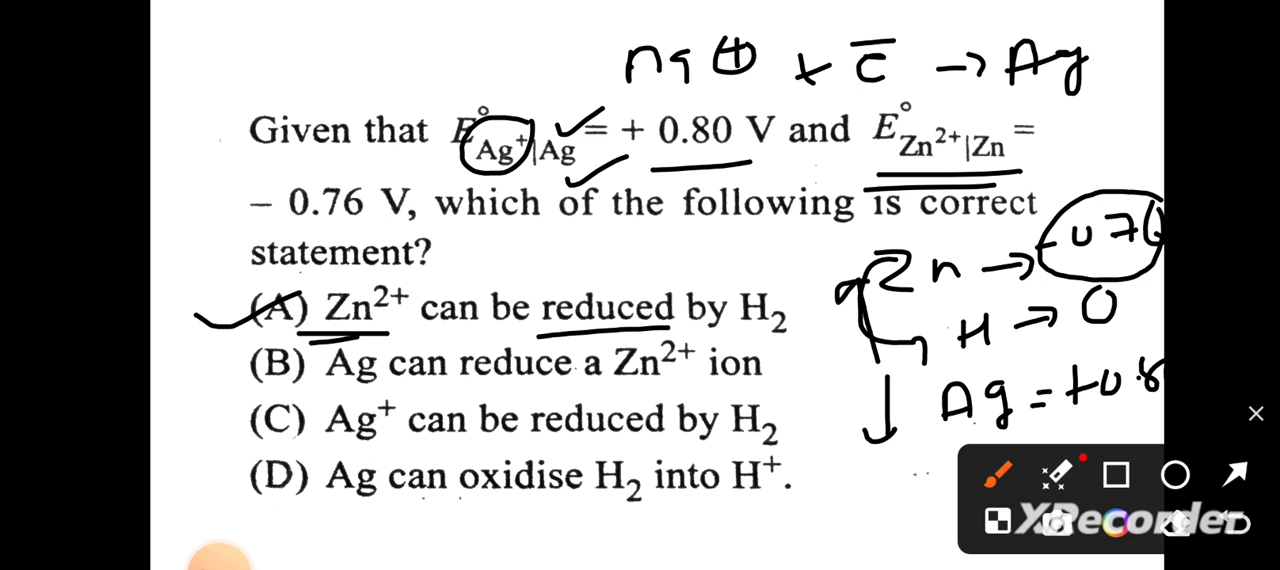 Ag ⊕ + e̅ → Ag
Given that E°Ag⁺|Ag = + 0.80 V and E°Zn²⁺|Zn =
– 0.76 V, which of the following is correct
statement?
(A) Zn²⁺ can be reduced by H₂
(B) Ag can reduce a Zn²⁺ ion
(C) Ag⁺ can be reduced by H₂
(D) Ag can oxidise H₂ into H⁺.
Zn → -0.76
H → 0
Ag = +0.8
XRecorder